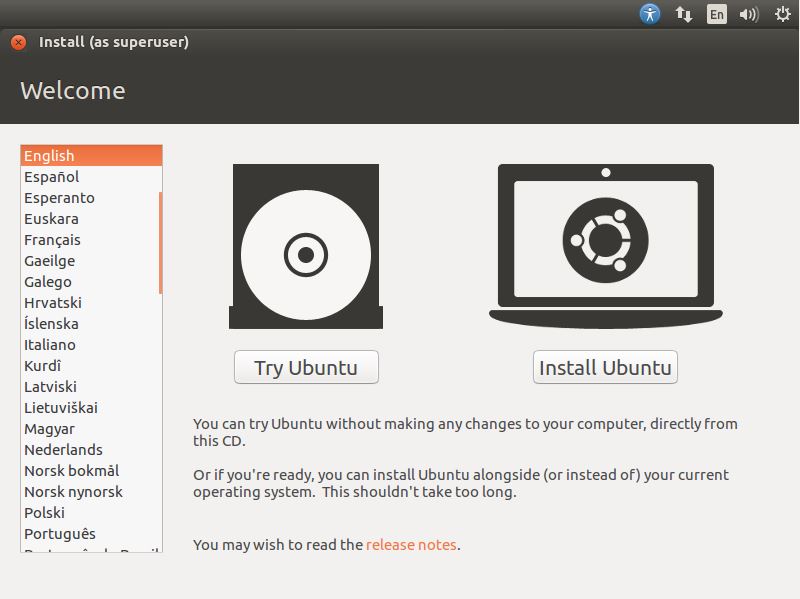 En
Install (as superuser)
Welcome
English
Español
Esperanto
Euskara
Français
Gaeilge
Galego
Hrvatski
Íslenska
Italiano
Kurdî
Latviski
Lietuviškai
Magyar
Nederlands
Norsk bokmål
Norsk nynorsk
Polski
Português
Try Ubuntu
Install Ubuntu
You can try Ubuntu without making any changes to your computer, directly from
this CD.
Or if you're ready, you can install Ubuntu alongside (or instead of) your current
operating system.  This shouldn't take too long.
You may wish to read the release notes.